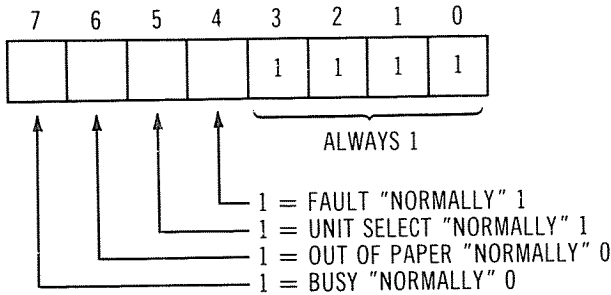 7 6 5 4 3 2 1 0
1 1 1 1
ALWAYS 1
1 = FAULT "NORMALLY" 1
1 = UNIT SELECT "NORMALLY" 1
1 = OUT OF PAPER "NORMALLY" 0
1 = BUSY "NORMALLY" 0